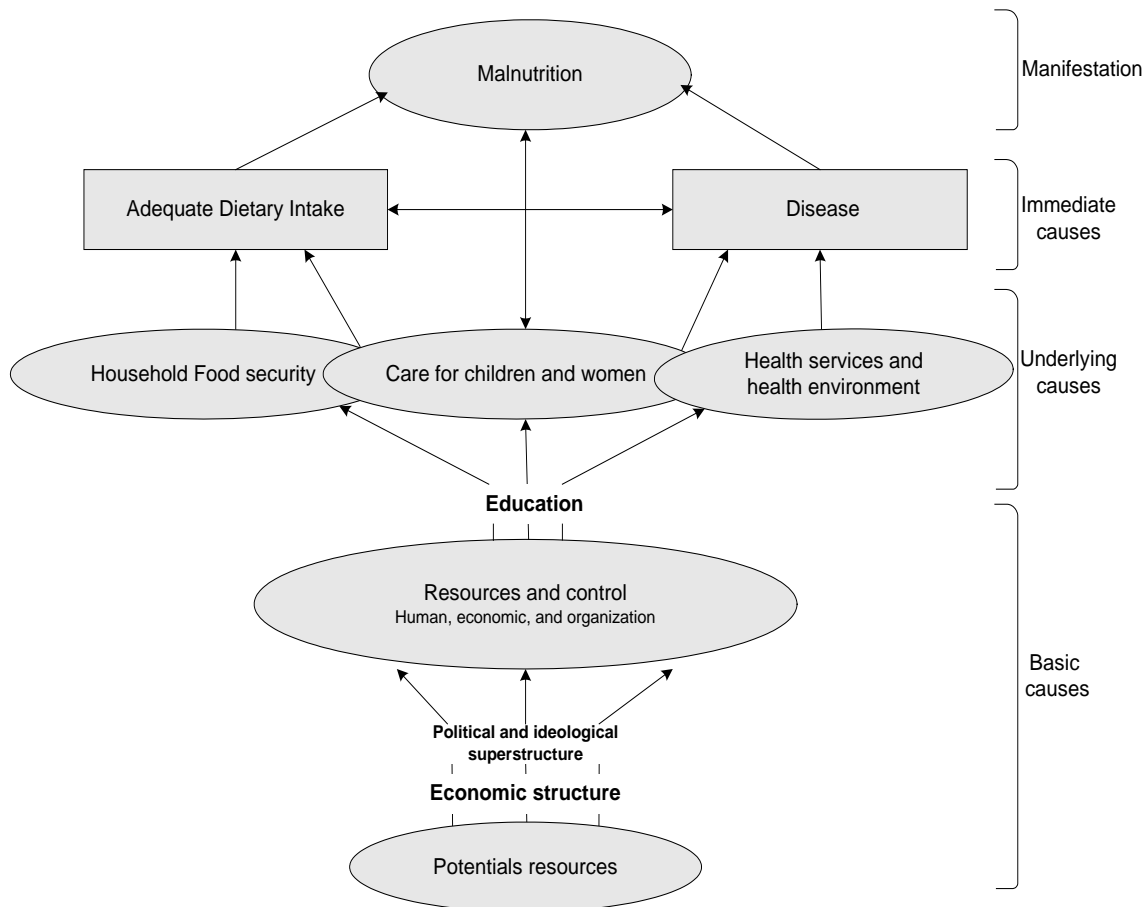 Malnutrition
Manifestation
Adequate Dietary Intake
Disease
Immediate
causes
Household Food security
Care for children and women
Health services and
health environment
Underlying
causes
Education
Resources and control
Human, economic, and organization
Basic
causes
Political and ideological
superstructure
Economic structure
Potentials resources